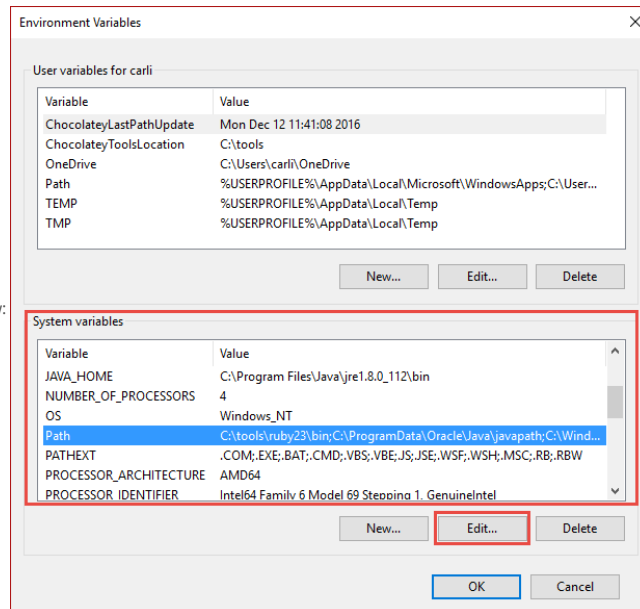 Environment Variables
User variables for carli
Variable Value
ChocolateyLastPathUpdate Mon Dec 12 11:41:08 2016
ChocolateyToolsLocation C:\tools
OneDrive C:\Users\carli\OneDrive
Path %USERPROFILE%\AppData\Local\Microsoft\WindowsApps;C:\User...
TEMP %USERPROFILE%\AppData\Local\Temp
TMP %USERPROFILE%\AppData\Local\Temp
New... Edit... Delete
System variables
Variable Value
JAVA_HOME C:\Program Files\Java\jre1.8.0_112\bin
NUMBER_OF_PROCESSORS 4
OS Windows_NT
Path C:\tools\ruby23\bin;C:\ProgramData\Oracle\Java\javapath;C:\Wind...
PATHEXT .COM;.EXE;.BAT;.CMD;.VBS;.VBE;.JS;.JSE;.WSF;.WSH;.MSC;.RB;.RBW
PROCESSOR_ARCHITECTURE AMD64
PROCESSOR_IDENTIFIER Intel64 Family 6 Model 69 Stepping 1, GenuineIntel
New... Edit... Delete
OK Cancel